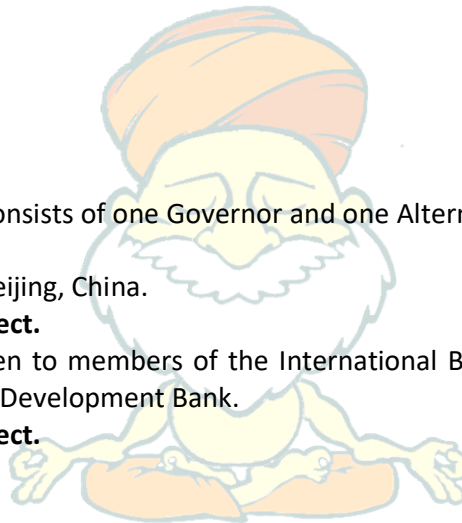 onsists of one Governor and one Altern
eijing, China.
ect.
en to members of the International B
Development Bank.
ect.